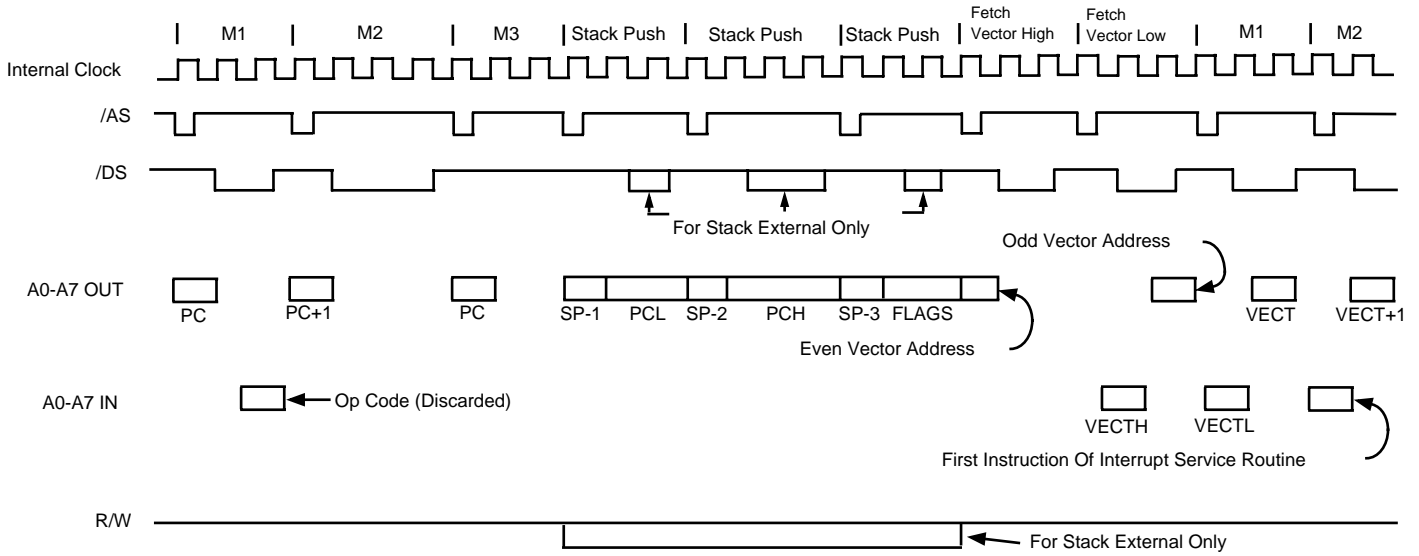 M1 M2 M3 Stack Push Stack Push Stack Push Fetch Vector High Fetch Vector Low M1 M2
Internal Clock
/AS
/DS
For Stack External Only
Odd Vector Address
A0-A7 OUT
PC PC+1 PC SP-1 PCL SP-2 PCH SP-3 FLAGS VECT VECT+1
Even Vector Address
A0-A7 IN
Op Code (Discarded)
VECTH VECTL
First Instruction Of Interrupt Service Routine
R/W
For Stack External Only